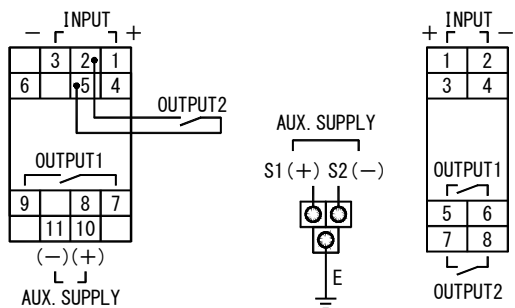 INPUT
− +
3 2 1
6 5 4
OUTPUT2
OUTPUT1
9 8 7
11 10
(−)(+)
AUX. SUPPLY
AUX. SUPPLY
S1(+) S2(−)
E
INPUT
+ −
1 2
3 4
OUTPUT1
5 6
7 8
OUTPUT2